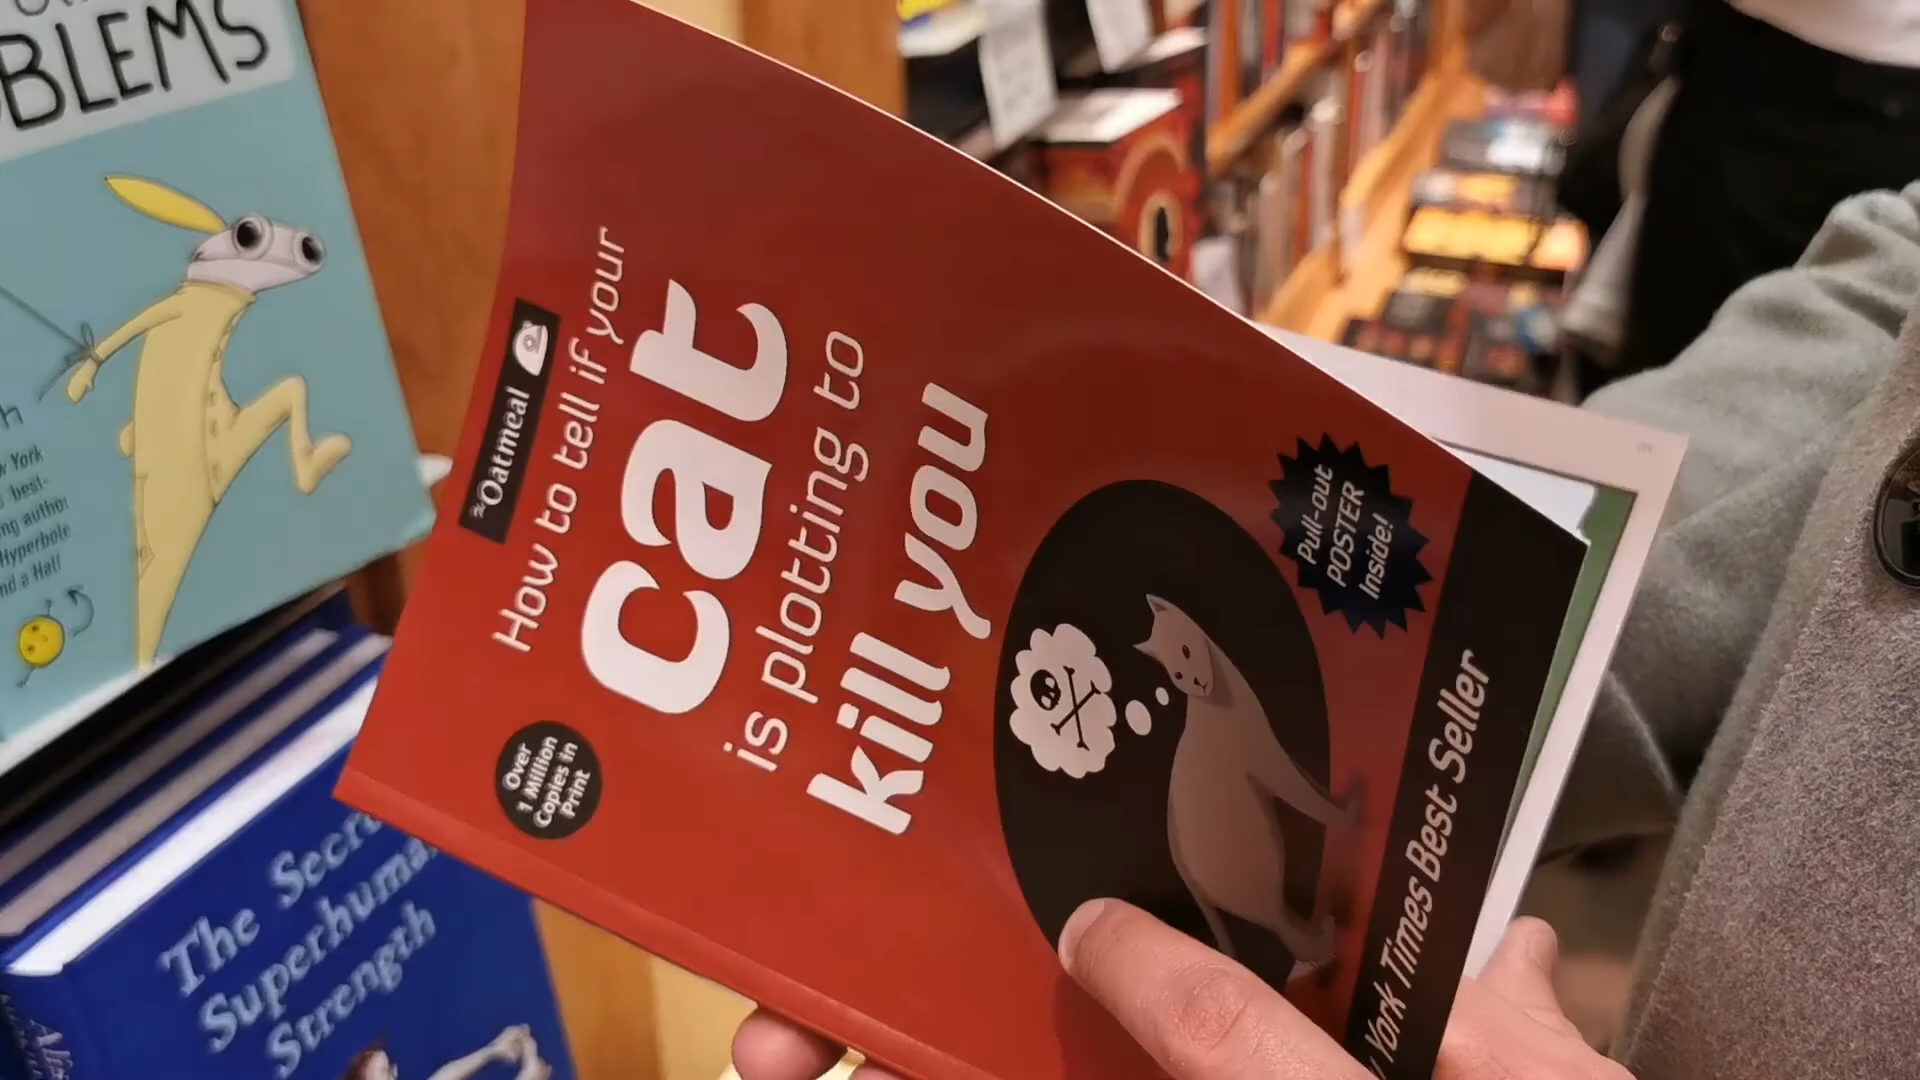 BLEMS
York
best-
ng author
Hyperbole
nd a Half
The Oatmeal
How to tell if your
cat
is plotting to
kill you
Over
1 Million
Copies in
Print
Pull-out
POSTER
Inside!
York Times Best Seller
The Secre
Superhuma
Strength